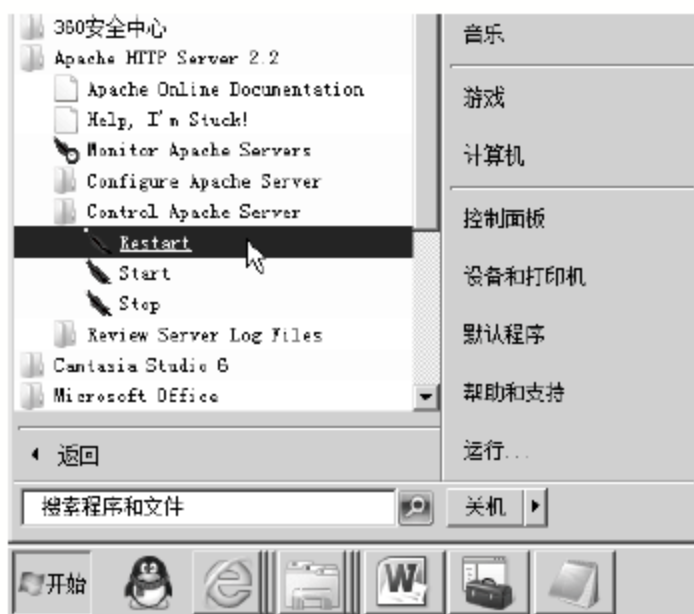 360安全中心
Apache HTTP Server 2.2
Apache Online Documentation
Help, I'm Stuck!
Monitor Apache Servers
Configure Apache Server
Control Apache Server
Restart
Start
Stop
Review Server Log Files
Camtasia Studio 6
Microsoft Office
返回
搜索程序和文件
音乐
游戏
计算机
控制面板
设备和打印机
默认程序
帮助和支持
运行...
关机
开始
W